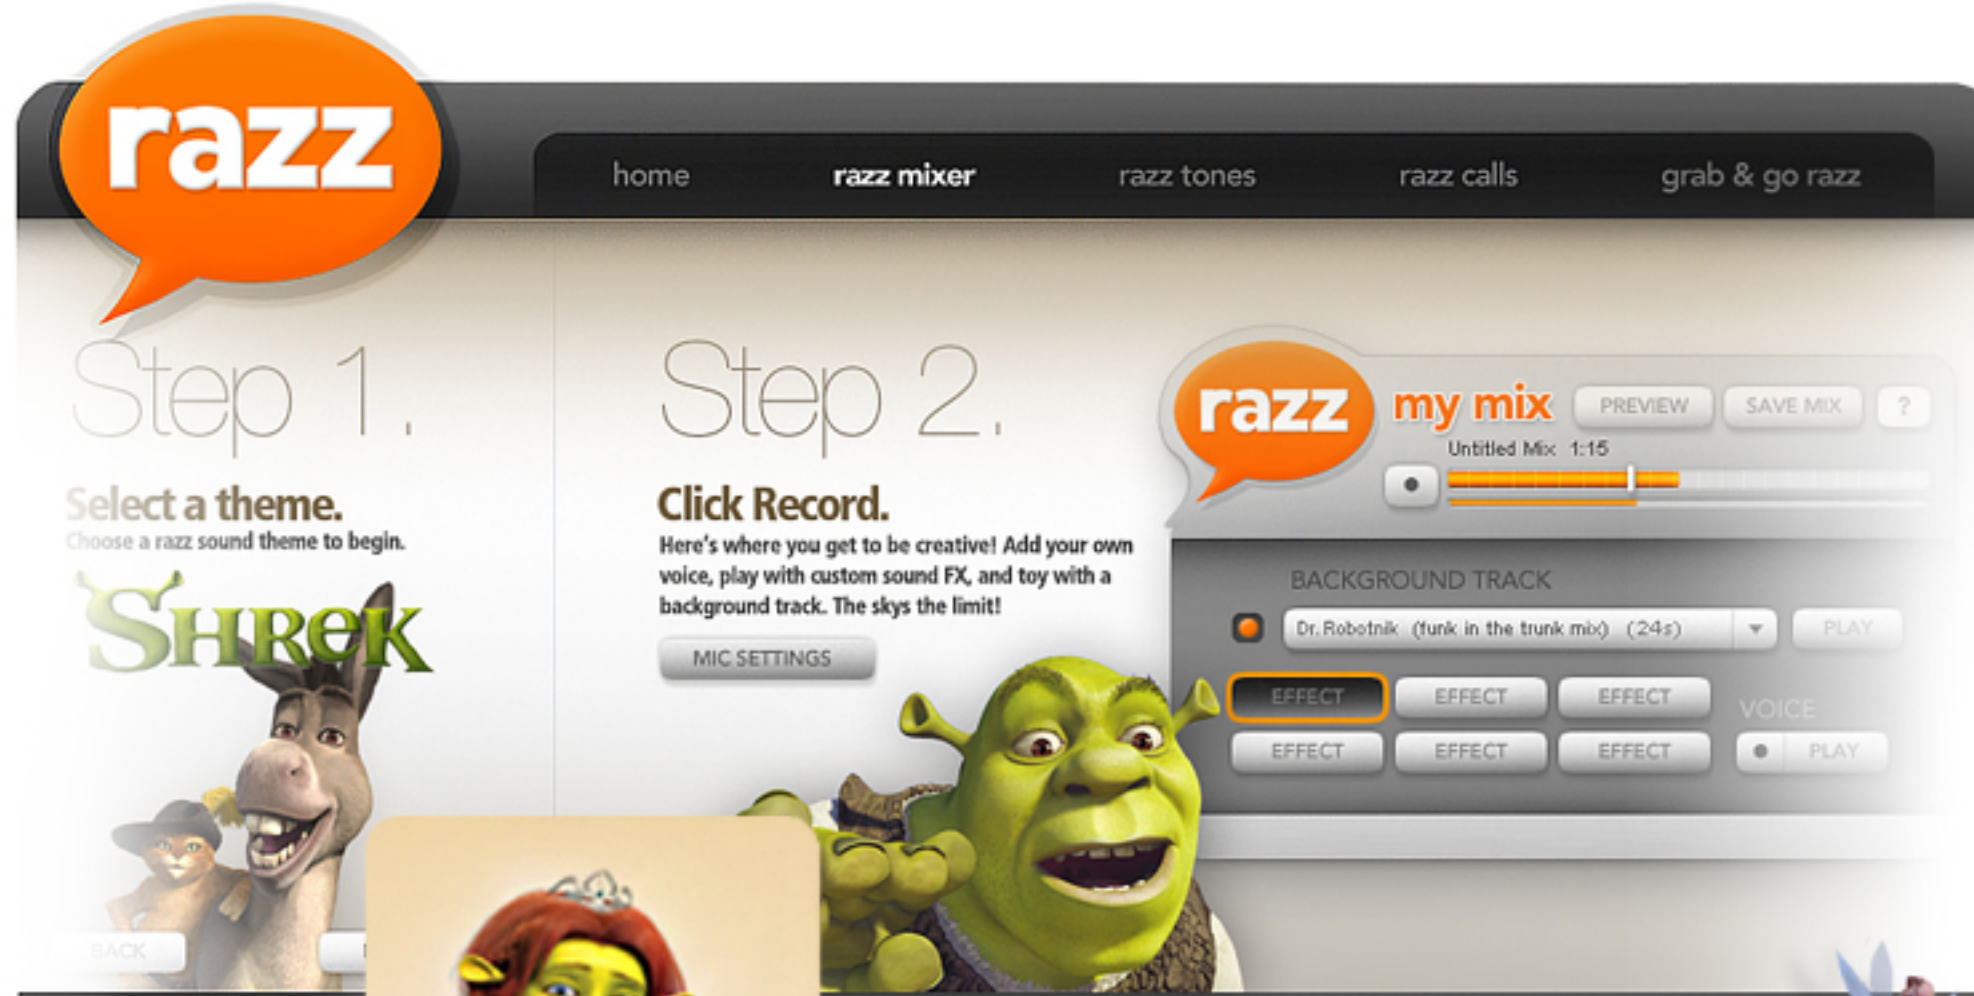 razz
home
razz mixer
razz tones
razz calls
grab & go razz
Step 1.
Select a theme.
Choose a razz sound theme to begin.
SHREK
BACK
Step 2.
Click Record.
Here's where you get to be creative! Add your own
voice, play with custom sound FX, and toy with a
background track. The skys the limit!
MIC SETTINGS
razz
my mix
PREVIEW
SAVE MIX
?
Untitled Mix 1:15
BACKGROUND TRACK
Dr. Robotnik (funk in the trunk mix) (24s)
PLAY
EFFECT
EFFECT
EFFECT
EFFECT
EFFECT
EFFECT
VOICE
PLAY